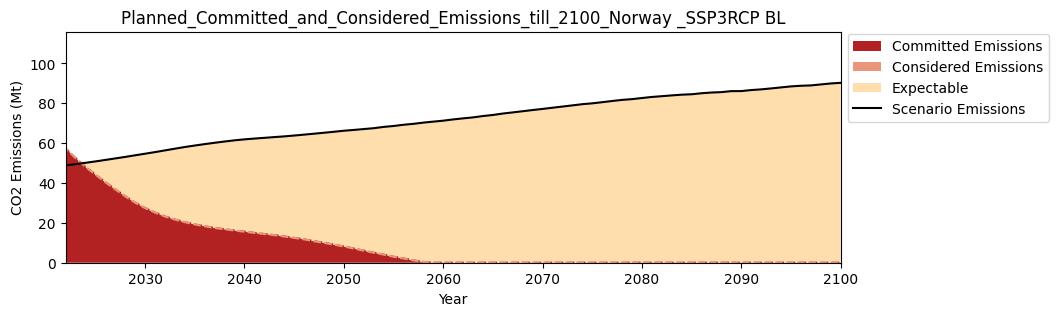 Planned_Committed_and_Considered_Emissions_till_2100_Norway _SSP3RCP BL
CO2 Emissions (Mt)
100
80
60
40
20
0
2030 2040 2050 2060 2070 2080 2090 2100
Year
Committed Emissions
Considered Emissions
Expectable
Scenario Emissions